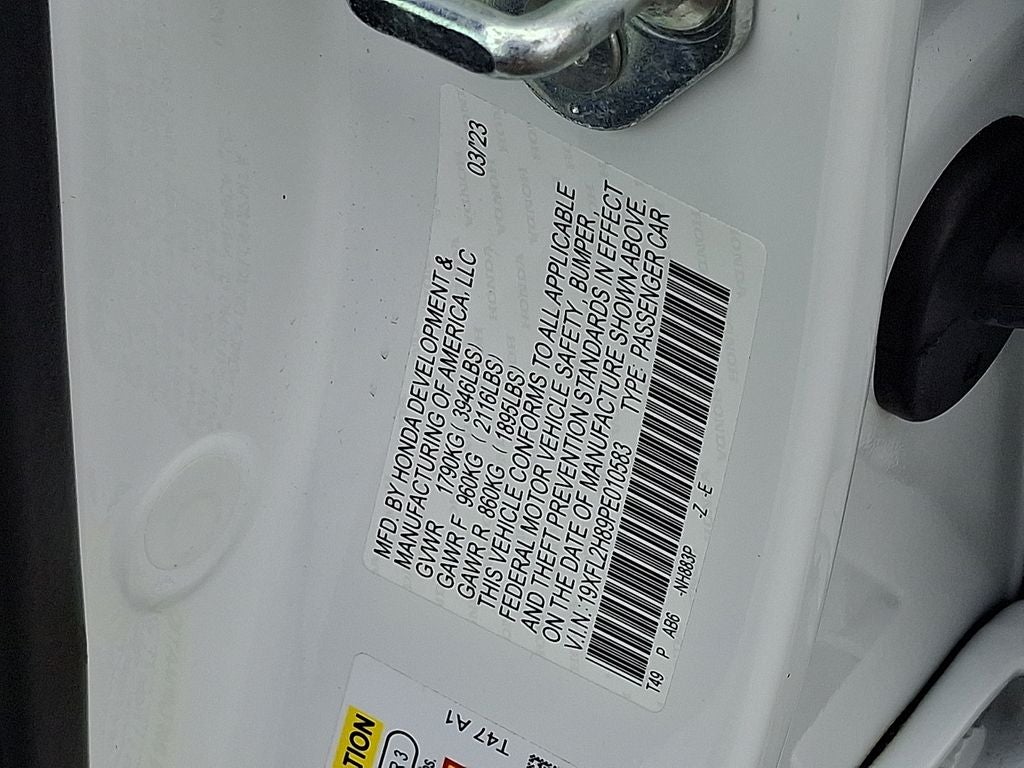 MFD. BY HONDA DEVELOPMENT &
MANUFACTURING OF AMERICA, LLC 03/23
GVWR 1790KG ( 3946LBS)
GAWR F 960KG ( 2116LBS)
GAWR R 860KG ( 1895LBS)
THIS VEHICLE CONFORMS TO ALL APPLICABLE
FEDERAL MOTOR VEHICLE SAFETY, BUMPER,
AND THEFT PREVENTION STANDARDS IN EFFECT
ON THE DATE OF MANUFACTURE SHOWN ABOVE.
V.I.N.: 19XFL2H89PE010583 TYPE PASSENGER CAR
T49 P AB6 -NH883P -Z -E
T47 A1